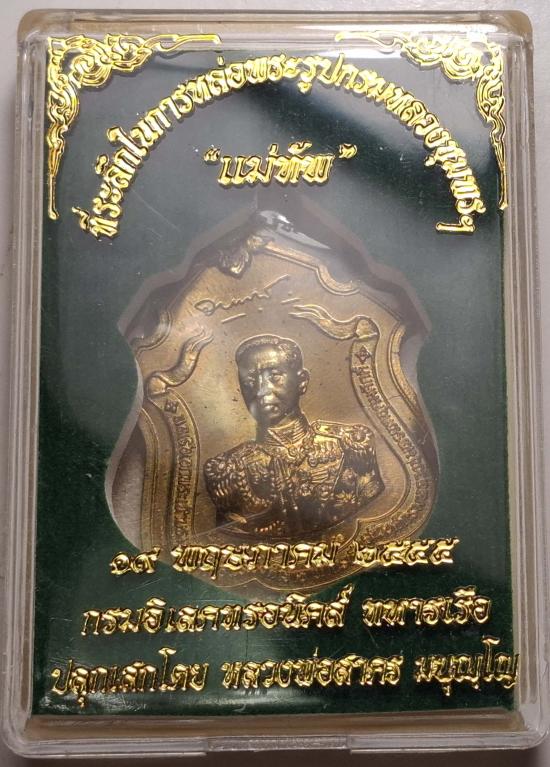 ที่ระลึกในการหล่อพระรูปกรมหลวงชุมพรฯ
"แม่ทัพ"
๑๙ พฤษภาคม ๒๕๕๕
กรมอิเลคทรอนิคส์ ทหารเรือ
ปลุกเสกโดย หลวงพ่อสาคร มนุญฺโญ